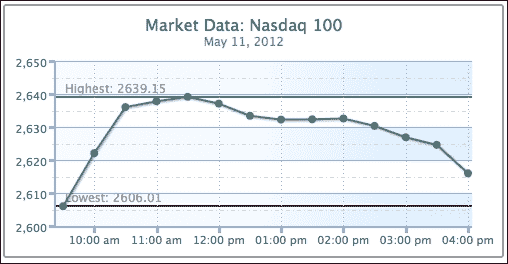 Market Data: Nasdaq 100
May 11, 2012
2,650
Highest: 2639.15
2,640
2,630
2,620
2,610
Lowest: 2606.01
2,600
10:00 am 11:00 am 12:00 pm 01:00 pm 02:00 pm 03:00 pm 04:00 pm